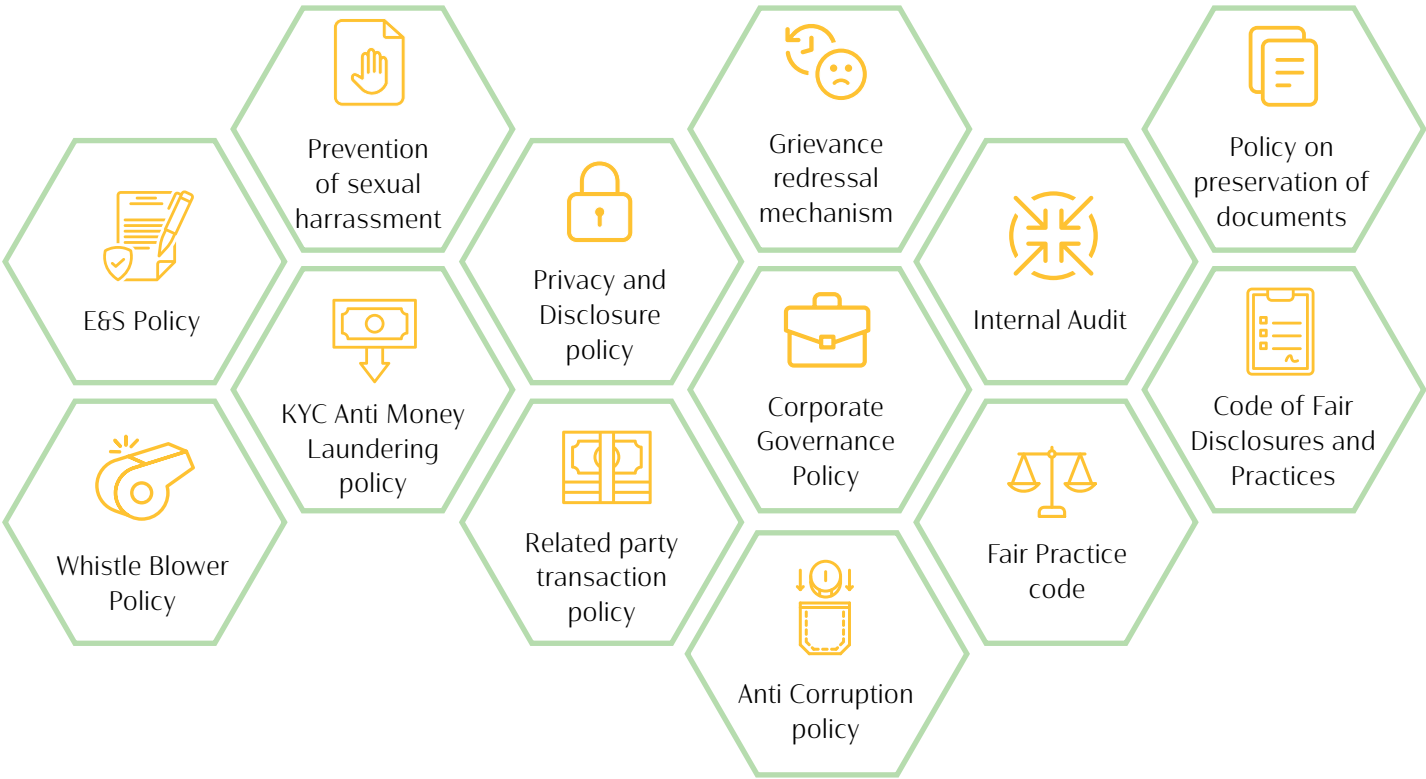 Prevention
of sexual
harrassment
Grievance
redressal
mechanism
Policy on
preservation of
documents
E&S Policy
Privacy and
Disclosure
policy
Internal Audit
KYC Anti Money
Laundering
policy
Corporate
Governance
Policy
Code of Fair
Disclosures and
Practices
Whistle Blower
Policy
Related party
transaction
policy
Fair Practice
code
Anti Corruption
policy